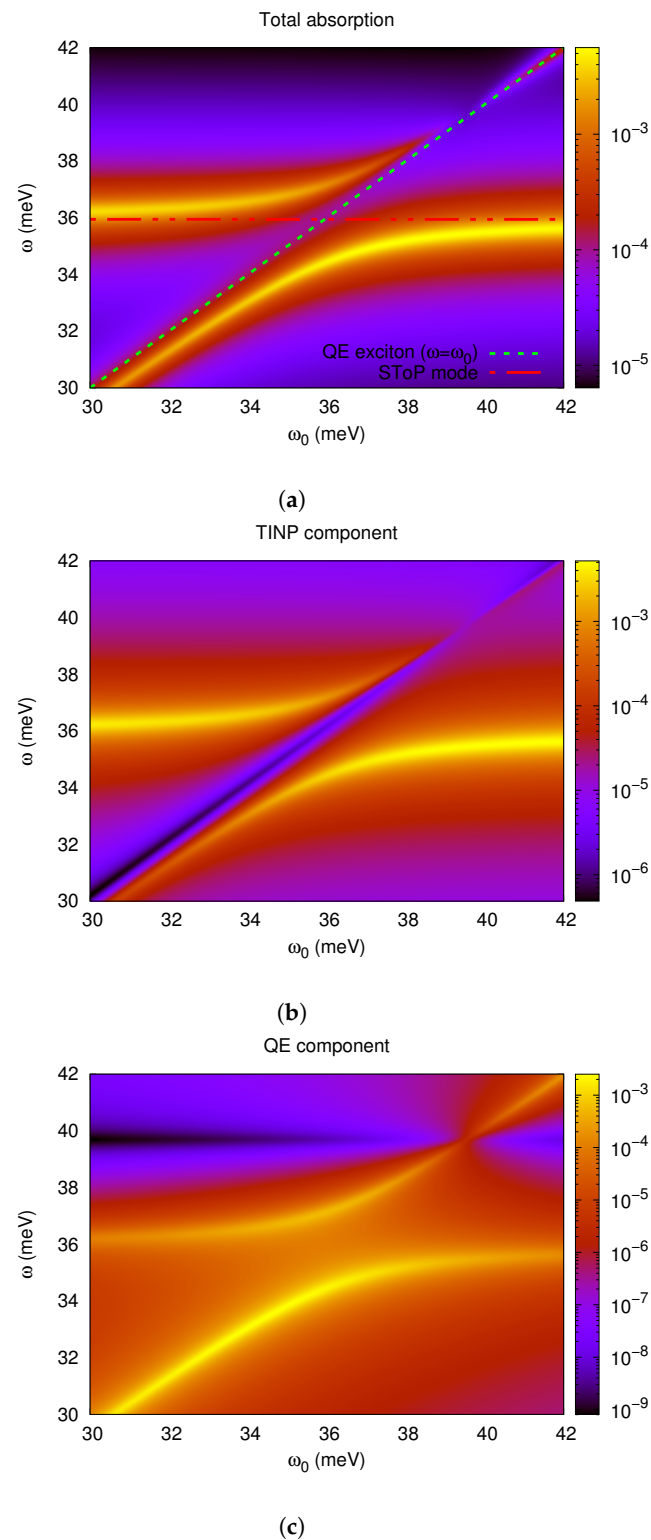 Total absorption
42
40
38
36
34
32
30
ω (meV)
QE exciton (ω=ω₀)
SToP mode
30 32 34 36 38 40 42
ω₀ (meV)
10⁻³
10⁻⁴
10⁻⁵
(a)
TINP component
42
40
38
36
34
32
30
ω (meV)
30 32 34 36 38 40 42
ω₀ (meV)
10⁻³
10⁻⁴
10⁻⁵
10⁻⁶
(b)
QE component
42
40
38
36
34
32
30
ω (meV)
30 32 34 36 38 40 42
ω₀ (meV)
10⁻³
10⁻⁴
10⁻⁵
10⁻⁶
10⁻⁷
10⁻⁸
10⁻⁹
(c)